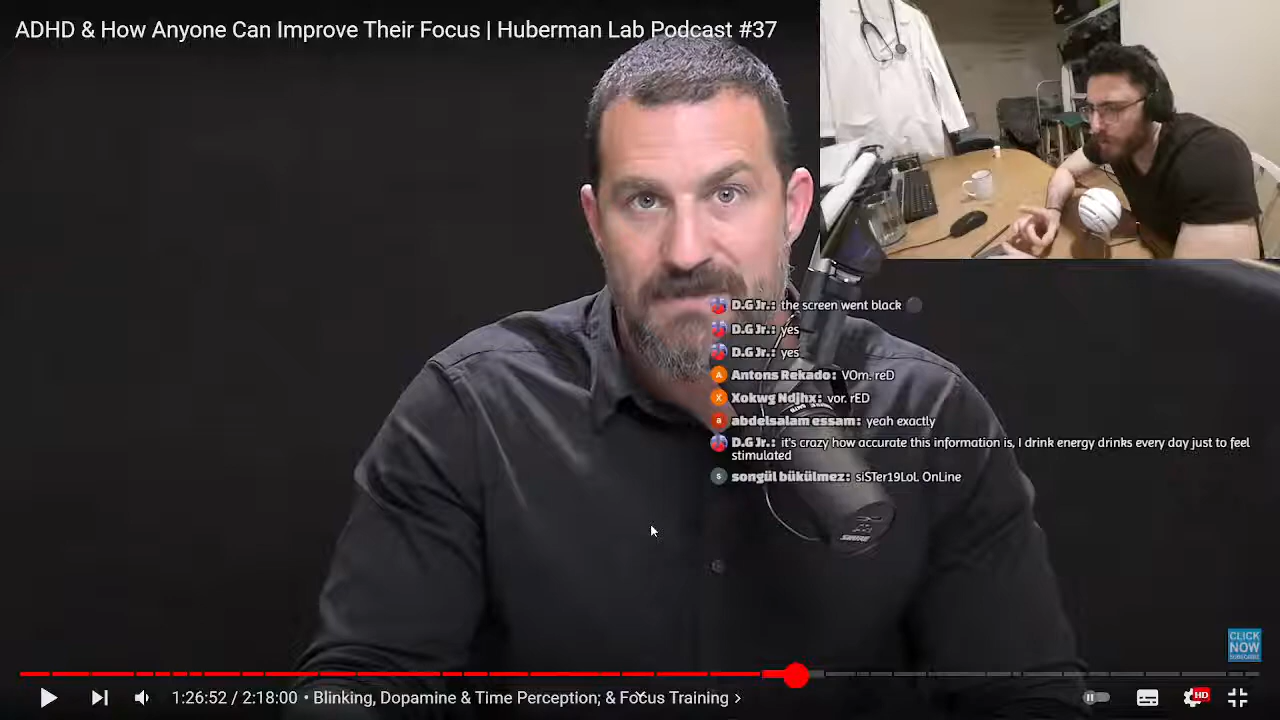 ADHD & How Anyone Can Improve Their Focus | Huberman Lab Podcast #37
D.G Jr.: the screen went black
D.G Jr.: yes
D.G Jr.: yes
A Antons Rekado: VOm. reD
X Xokwg Ndjhx: vor. rED
a abdelsalam essam: yeah exactly
D.G Jr.: it's crazy how accurate this information is, I drink energy drinks every day just to feel
stimulated
s songül bükülmez: siSTer19Lol. OnLine
SHURE
CLICK
NOW
SUBSCRIBE
1:26:52 / 2:18:00 • Blinking, Dopamine & Time Perception; & Focus Training >
HD